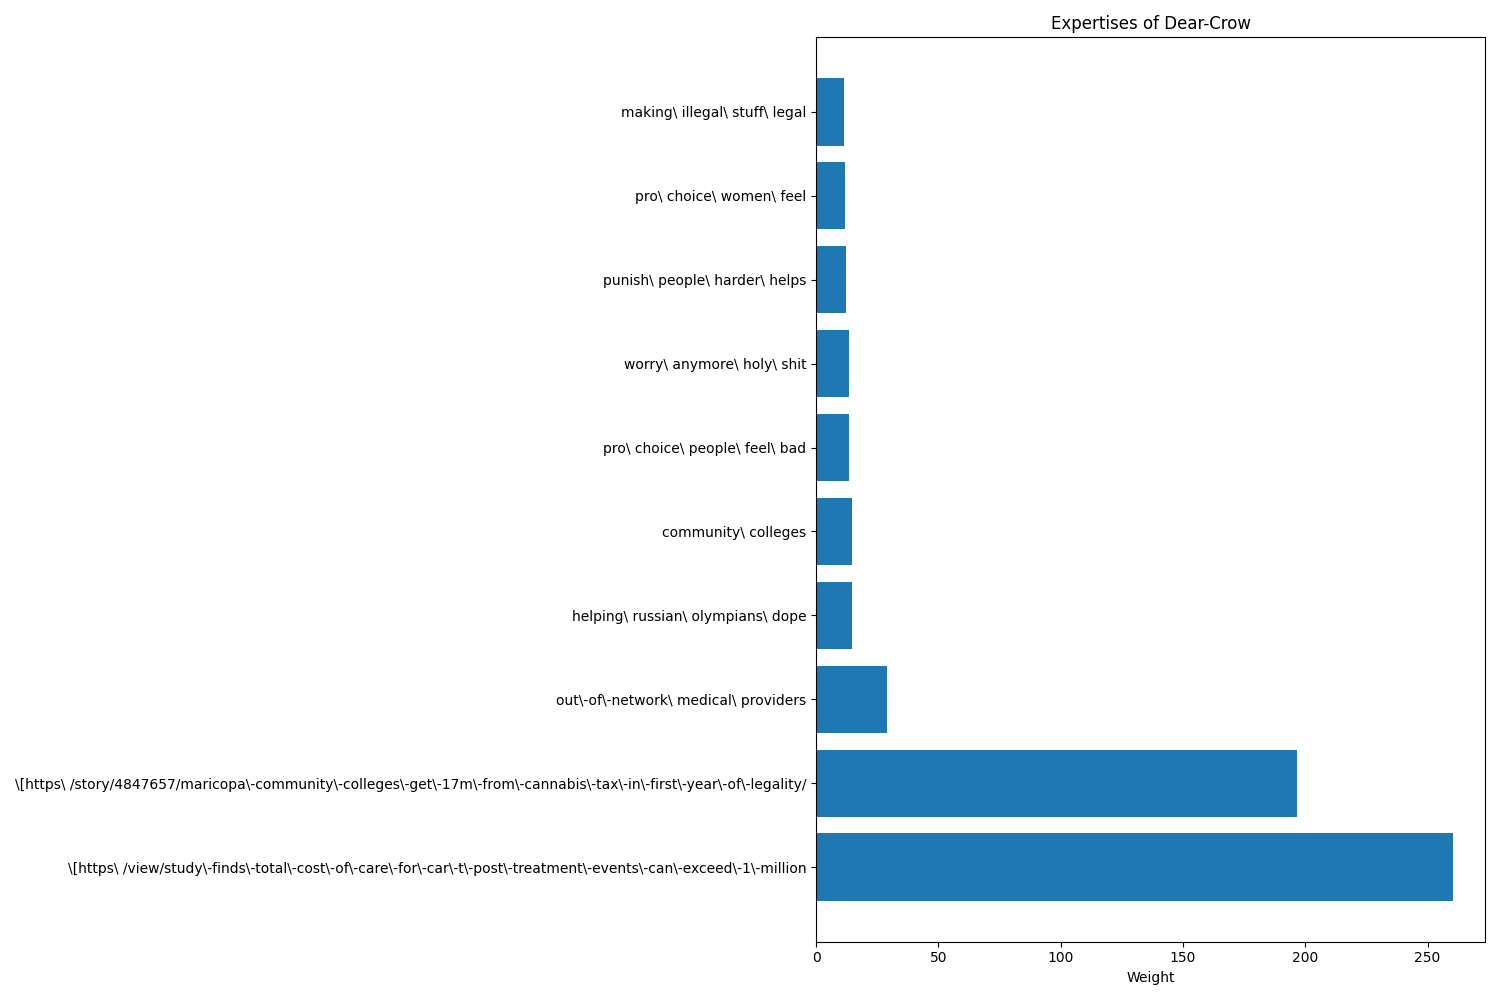 Expertises of Dear-Crow
making\ illegal\ stuff\ legal
pro\ choice\ women\ feel
punish\ people\ harder\ helps
worry\ anymore\ holy\ shit
pro\ choice\ people\ feel\ bad
community\ colleges
helping\ russian\ olympians\ dope
out\-of\-network\ medical\ providers
\[https\ /story/4847657/maricopa\-community\-colleges\-get\-17m\-from\-cannabis\-tax\-in\-first\-year\-of\-legality/
\[https\ /view/study\-finds\-total\-cost\-of\-care\-for\-car\-t\-post\-treatment\-events\-can\-exceed\-1\-million
0 50 100 150 200 250
Weight